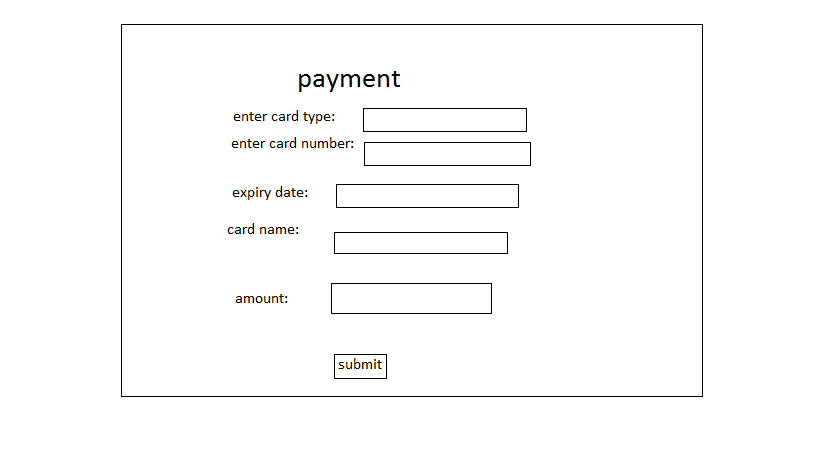 payment
enter card type:
enter card number:
expiry date:
card name:
amount:
submit